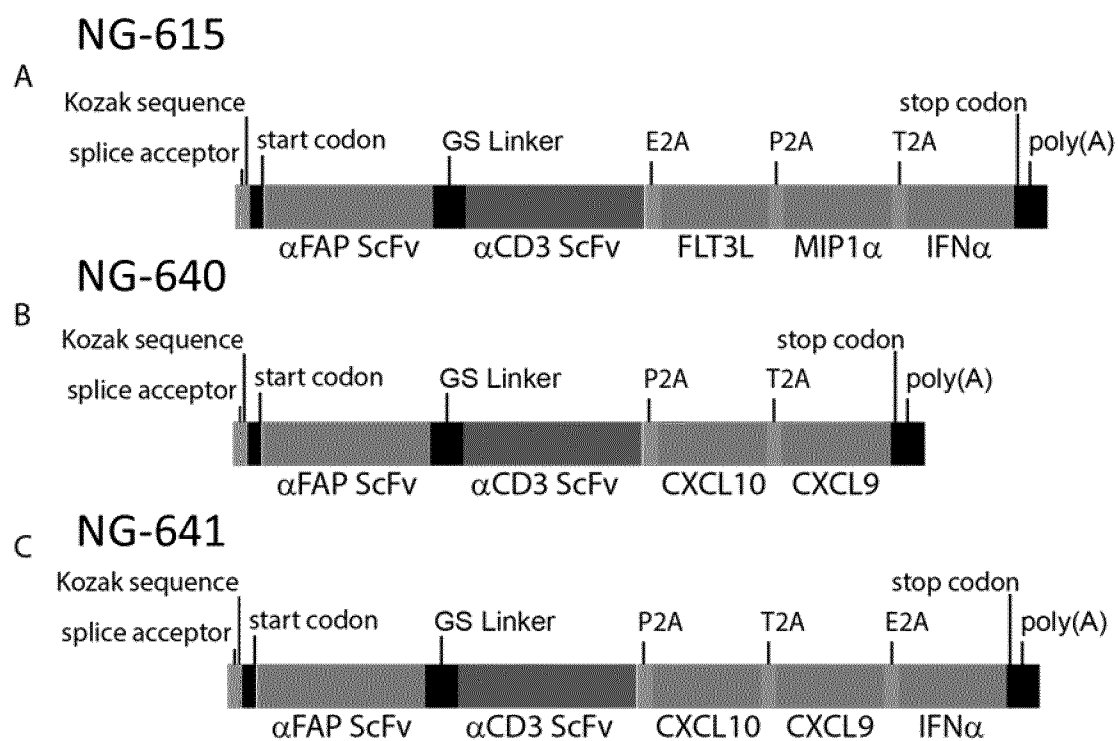 NG-615
A
Kozak sequence stop codon
splice acceptor start codon GS Linker E2A P2A T2A poly(A)
αFAP ScFv αCD3 ScFv FLT3L MIP1α IFNα
NG-640
B
Kozak sequence stop codon
splice acceptor start codon GS Linker P2A T2A poly(A)
αFAP ScFv αCD3 ScFv CXCL10 CXCL9
NG-641
C
Kozak sequence stop codon
splice acceptor start codon GS Linker P2A T2A E2A poly(A)
αFAP ScFv αCD3 ScFv CXCL10 CXCL9 IFNα